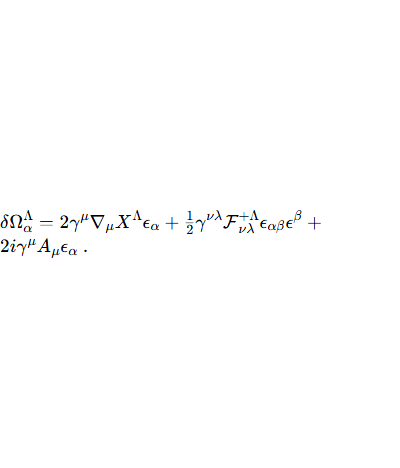 δΩ^Λ_α = 2γ^μ∇_μX^Λϵ_α + ½γ^{νλ}ℱ^{+Λ}_{νλ}ϵ_{αβ}ϵ^β +
2iγ^μA_μϵ_α .